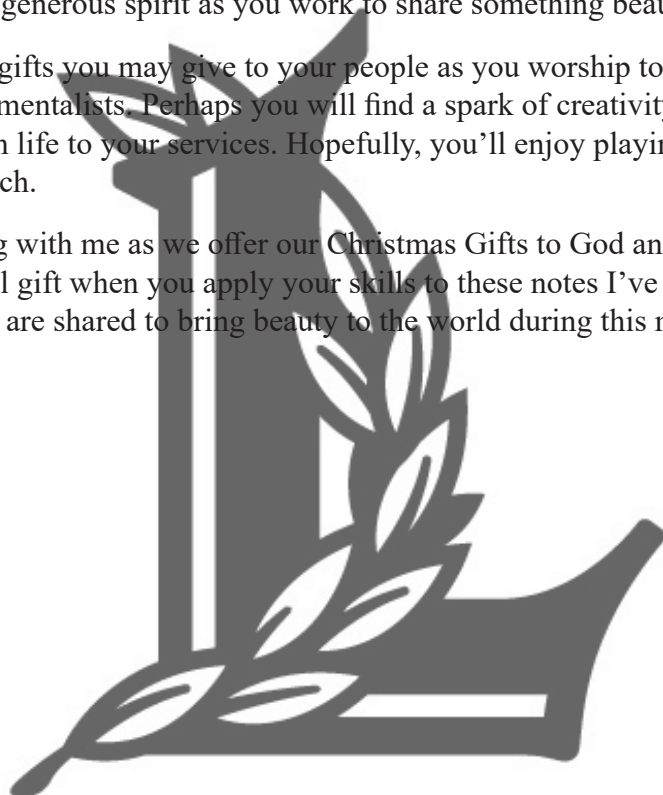 generous spirit as you work to share something beau
gifts you may give to your people as you worship to
mentalists. Perhaps you will find a spark of creativity
n life to your services. Hopefully, you’ll enjoy playin
ch.
g with me as we offer our Christmas Gifts to God an
l gift when you apply your skills to these notes I’ve
are shared to bring beauty to the world during this n
L